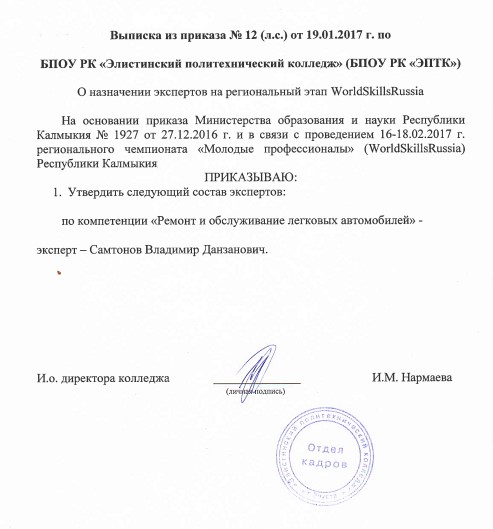 Выписка из приказа № 12 (л.с.) от 19.01.2017 г. по
БПОУ РК «Элистинский политехнический колледж» (БПОУ РК «ЭПТК»)
О назначении экспертов на региональный этап WorldSkillsRussia
На основании приказа Министерства образования и науки Республики
Калмыкия № 1927 от 27.12.2016 г. и в связи с проведением 16-18.02.2017 г.
регионального чемпионата «Молодые профессионалы» (WorldSkillsRussia)
Республики Калмыкия
ПРИКАЗЫВАЮ:
1. Утвердить следующий состав экспертов:
по компетенции «Ремонт и обслуживание легковых автомобилей» -
эксперт – Самтонов Владимир Данзанович.
И.о. директора колледжа
И.М. Нармаева
(личная подпись)
Элистинский политехнический колледж
Отдел
кадров